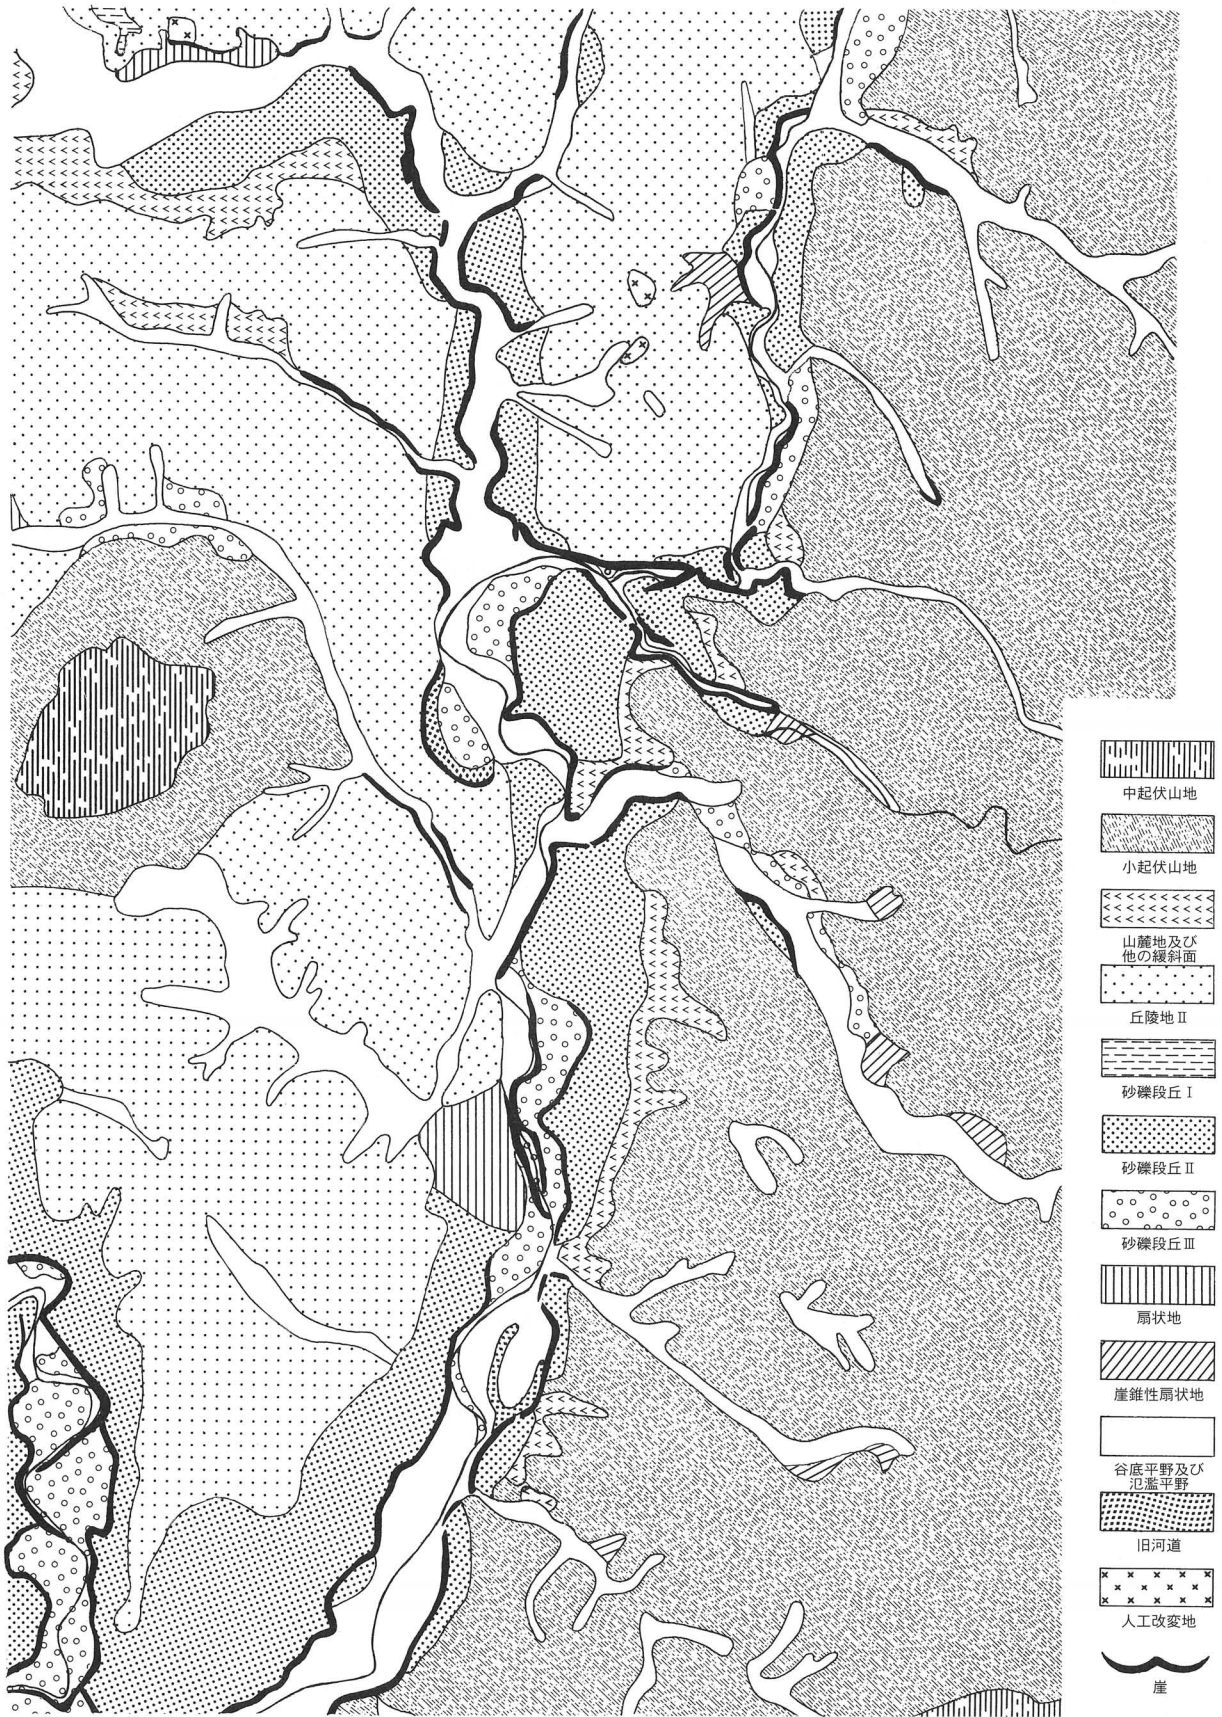 中起伏山地
小起伏山地
山麓地及び
他の緩斜面
丘陵地Ⅱ
砂礫段丘Ⅰ
砂礫段丘Ⅱ
砂礫段丘Ⅲ
扇状地
崖錐性扇状地
谷底平野及び
氾濫平野
旧河道
人工改変地
崖